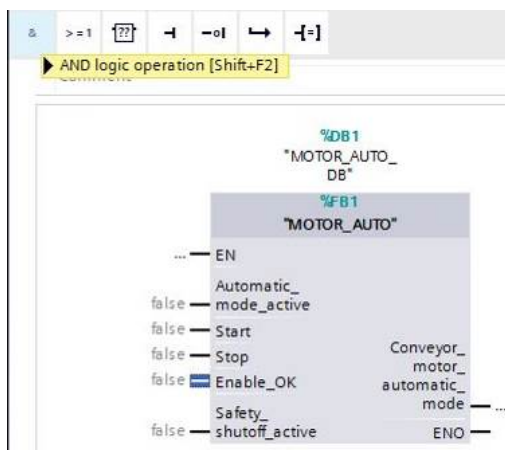 & >=1 ?? -| -o| -[=]
AND logic operation [Shift+F2]
Comment
%DB1
"MOTOR_AUTO_
DB"
%FB1
"MOTOR_AUTO"
... EN
Automatic_
false mode_active
false Start
false Stop
false Enable_OK
Safety_
false shutoff_active
Conveyor_
motor_
automatic_
mode ...
ENO